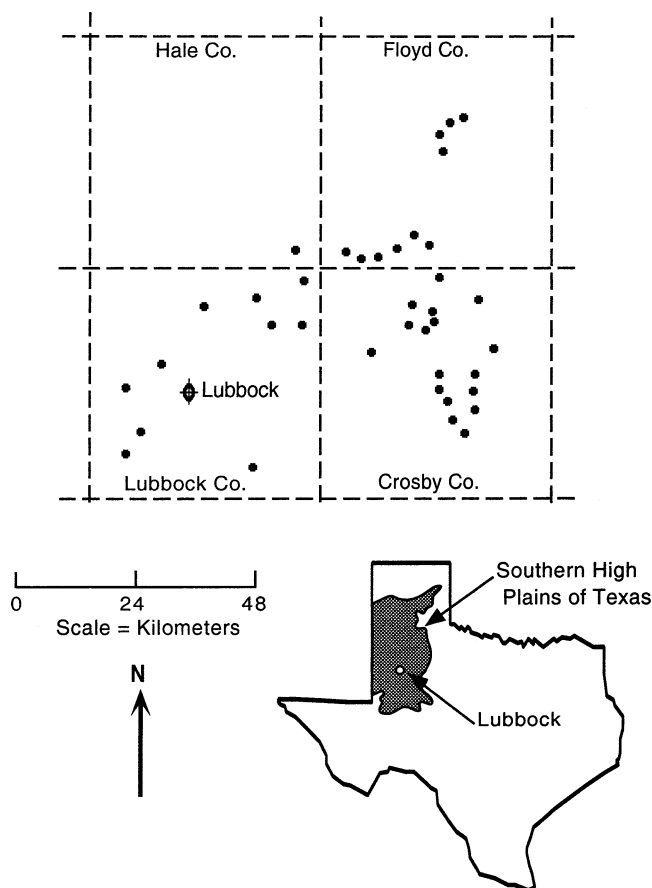 Hale Co.
Floyd Co.
Lubbock
Lubbock Co.
Crosby Co.
0 24 48
Scale = Kilometers
N
Southern High
Plains of Texas
Lubbock